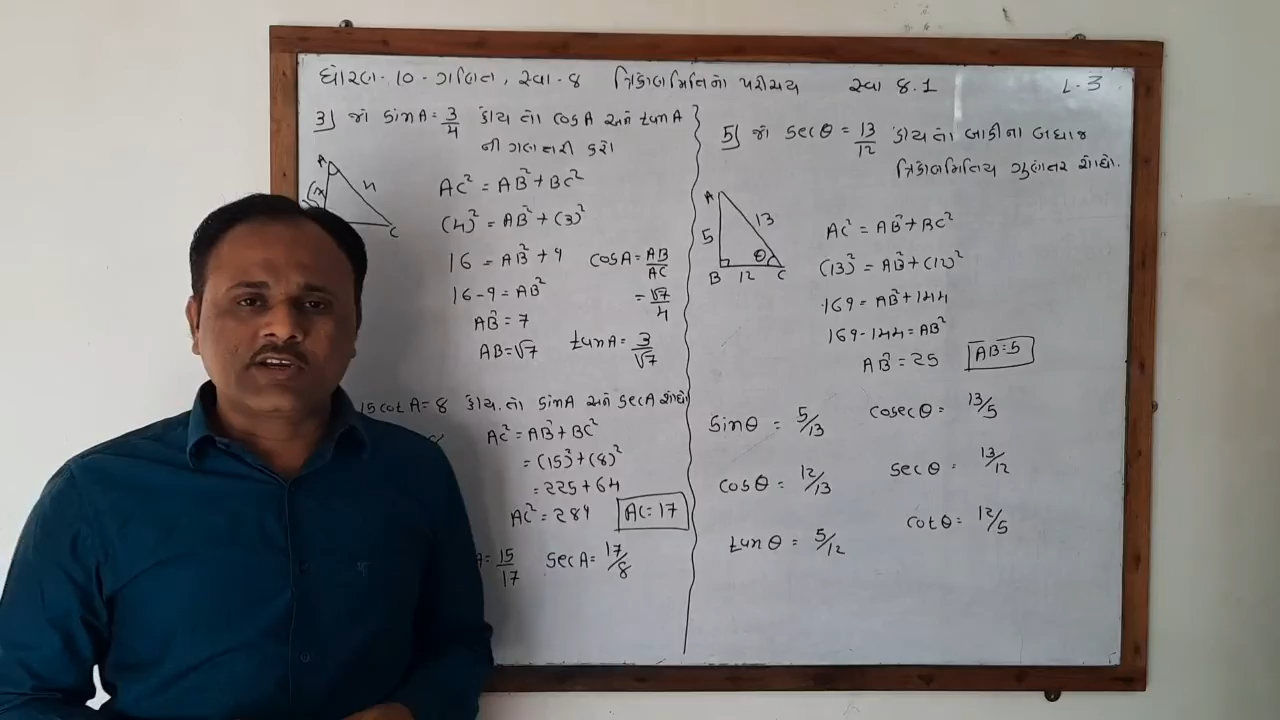 ધોરણ-10-ગણિત, સ્વા-8 ત્રિકોણમિતિનો પરીચય સ્વા 8.1 L-3
3) જો sinA = 3/4 હોય તો cosA અને tanA
ની ગણતરી કરો
A
4
C
AC² = AB² + BC²
(4)² = AB² + (3)²
16 = AB² + 9
16-9 = AB²
AB² = 7
AB = √7
cosA = AB/AC
= √7/4
tanA = 3/√7
15cotA = 8 હોય તો sinA અને secA શોધો
AC² = AB² + BC²
= (15)² + (8)²
= 225 + 64
AC² = 289
AC = 17
A = 15/17 secA = 17/8
5) જો secθ = 13/12 હોય તો બાકીના બધાજ
ત્રિકોણમિતિય ગુણોત્તર શોધો.
A
5
13
θ
B 12 C
AC² = AB² + BC²
(13)² = AB² + (12)²
169 = AB² + 144
169-144 = AB²
AB² = 25
AB = 5
sinθ = 5/13 cosecθ = 13/5
cosθ = 12/13 secθ = 13/12
tanθ = 5/12 cotθ = 12/5